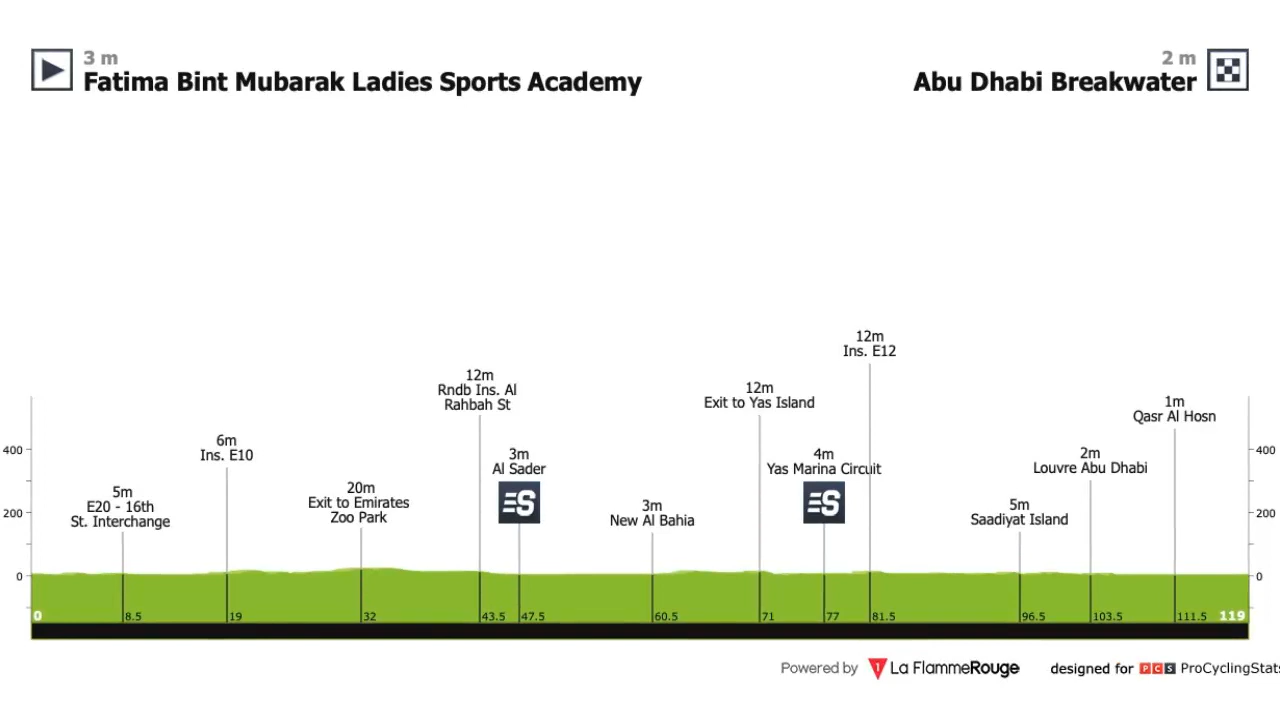 3 m
Fatima Bint Mubarak Ladies Sports Academy
2 m
Abu Dhabi Breakwater
12m
Ins. E12
12m
Rndb Ins. Al
Rahbah St
12m
Exit to Yas Island
1m
Qasr Al Hosn
6m
Ins. E10
3m
Al Sader
4m
Yas Marina Circuit
2m
Louvre Abu Dhabi
5m
E20 - 16th
St. Interchange
20m
Exit to Emirates
Zoo Park
3m
New Al Bahia
5m
Saadiyat Island
400
200
0
400
200
0
0
8.5
19
32
43.5
47.5
60.5
71
77
81.5
96.5
103.5
111.5
119
Powered by La FlammeRouge
designed for PCS ProCyclingStats